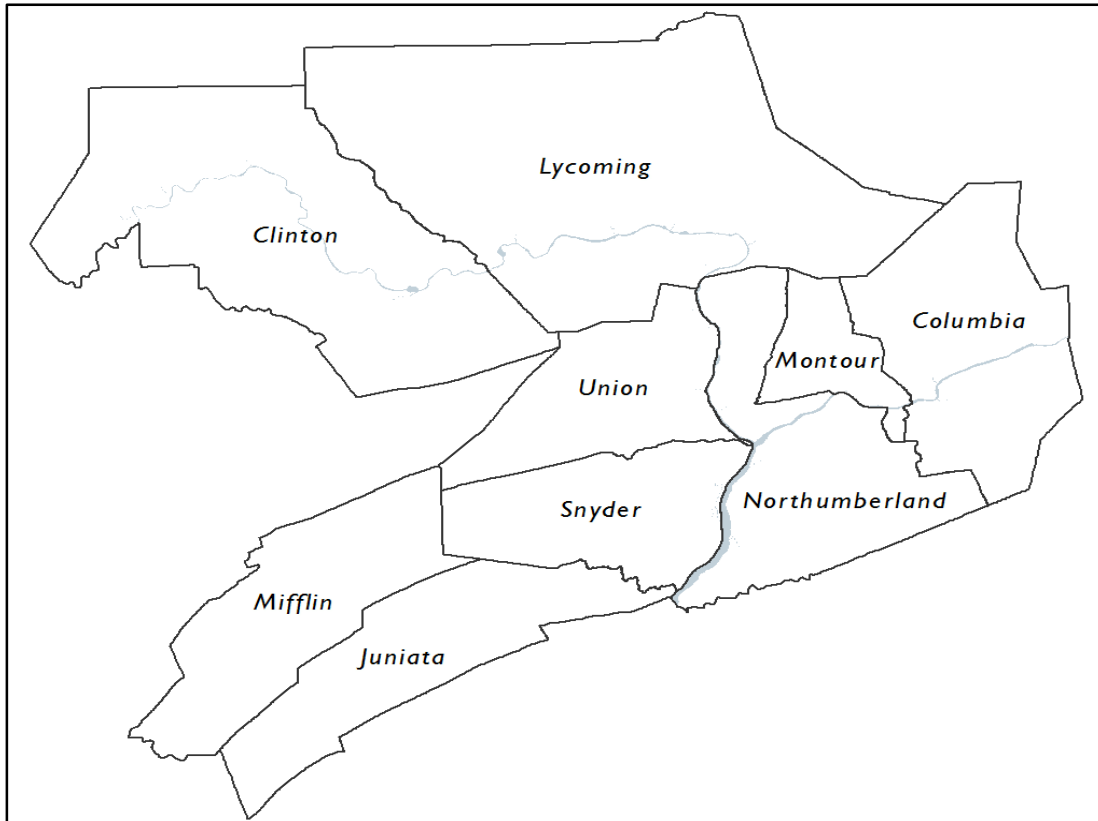 Lycoming
Clinton
Columbia
Montour
Union
Northumberland
Snyder
Mifflin
Juniata